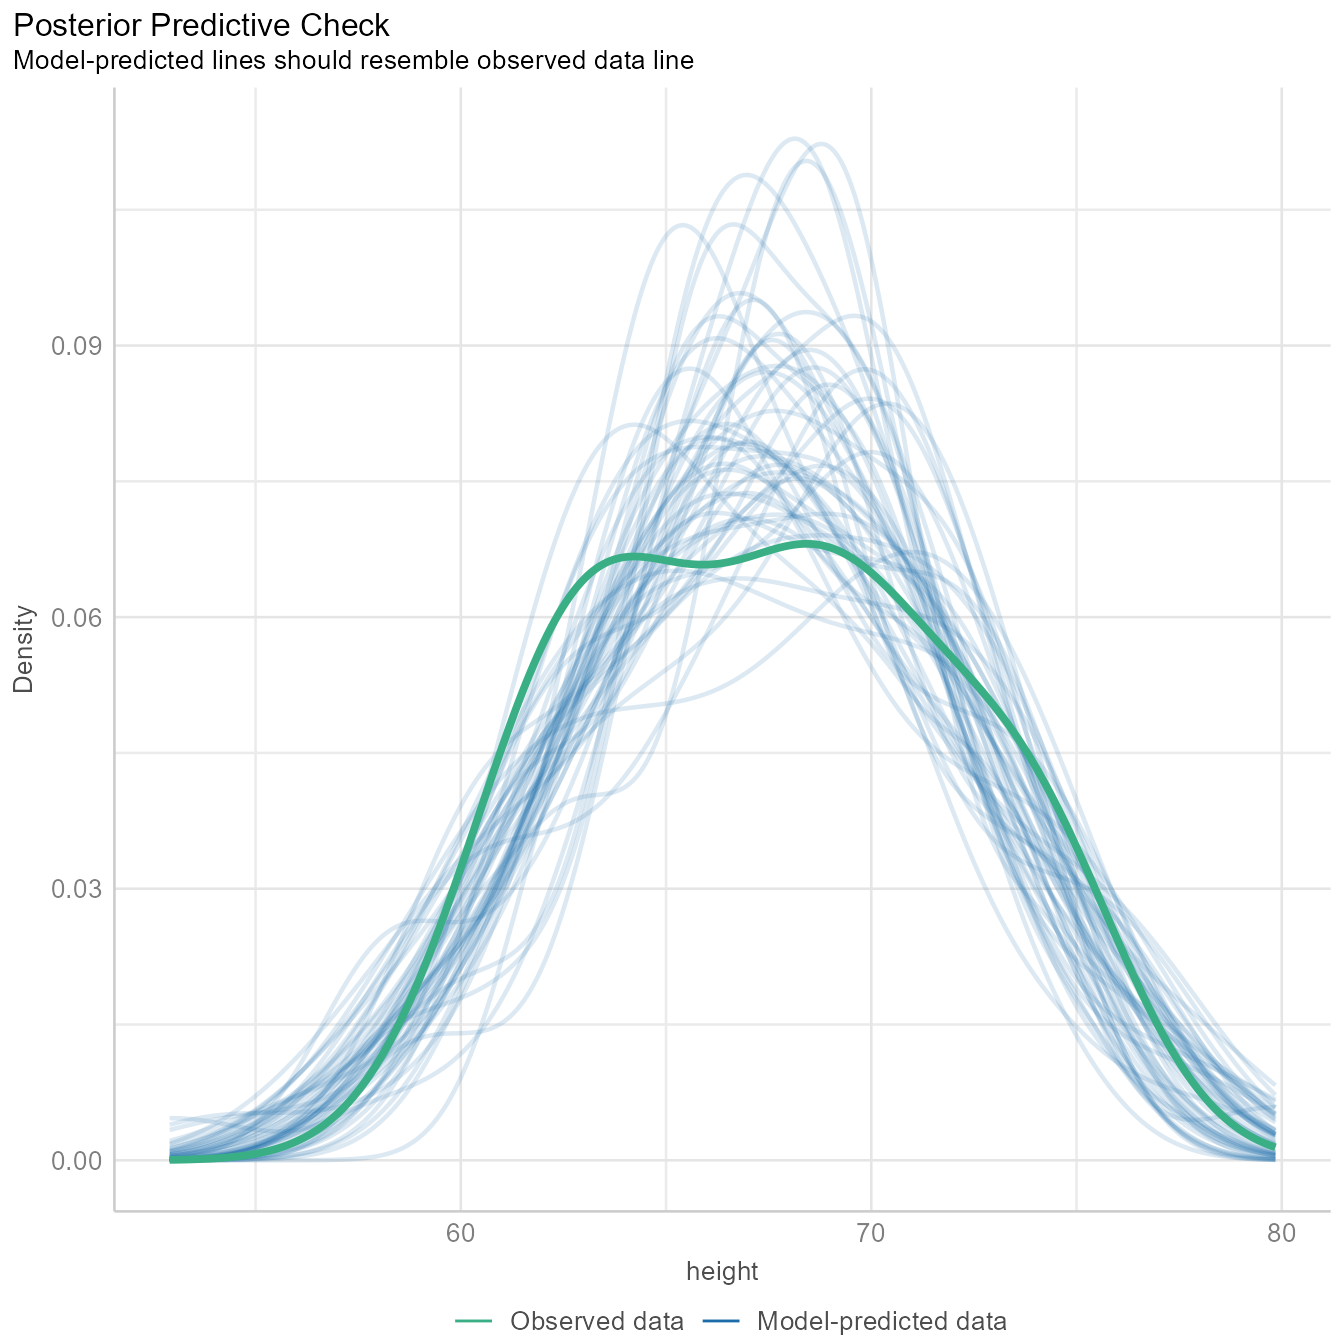 Posterior Predictive Check
Model-predicted lines should resemble observed data line
Density
0.09
0.06
0.03
0.00
60 70 80
height
Observed data Model-predicted data